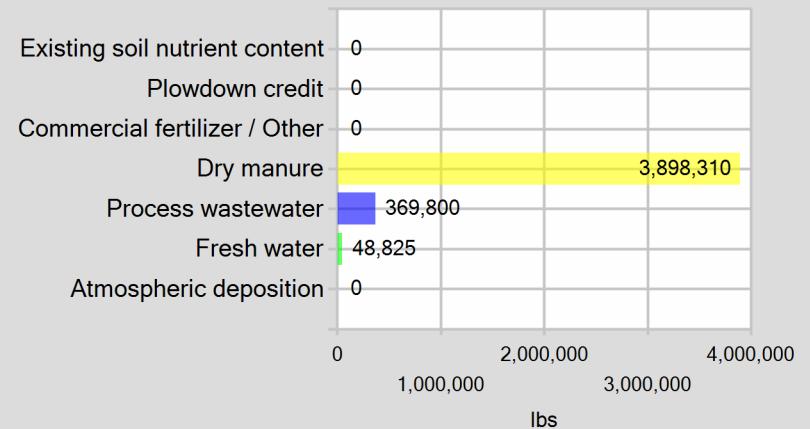 Existing soil nutrient content 0
Plowdown credit 0
Commercial fertilizer / Other 0
Dry manure 3,898,310
Process wastewater 369,800
Fresh water 48,825
Atmospheric deposition 0
0 2,000,000 4,000,000
1,000,000 3,000,000
lbs